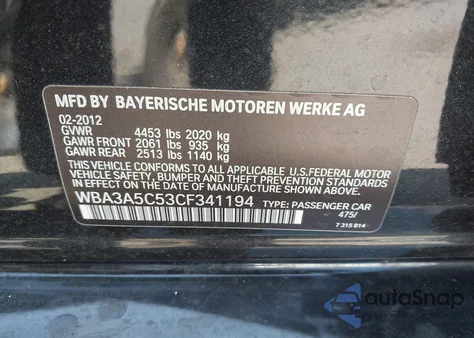 MFD BY BAYERISCHE MOTOREN WERKE AG
02-2012
GVWR 4453 lbs 2020 kg
GAWR FRONT 2061 lbs 935 kg
GAWR REAR 2513 lbs 1140 kg
THIS VEHICLE CONFORMS TO ALL APPLICABLE U.S.FEDERAL MOTOR
VEHICLE SAFETY, BUMPER AND THEFT PREVENTION STANDARDS
IN EFFECT ON THE DATE OF MANUFACTURE SHOWN ABOVE.
WBA3A5C53CF341194 TYPE: PASSENGER CAR
475/
7 315 814
autoSnap